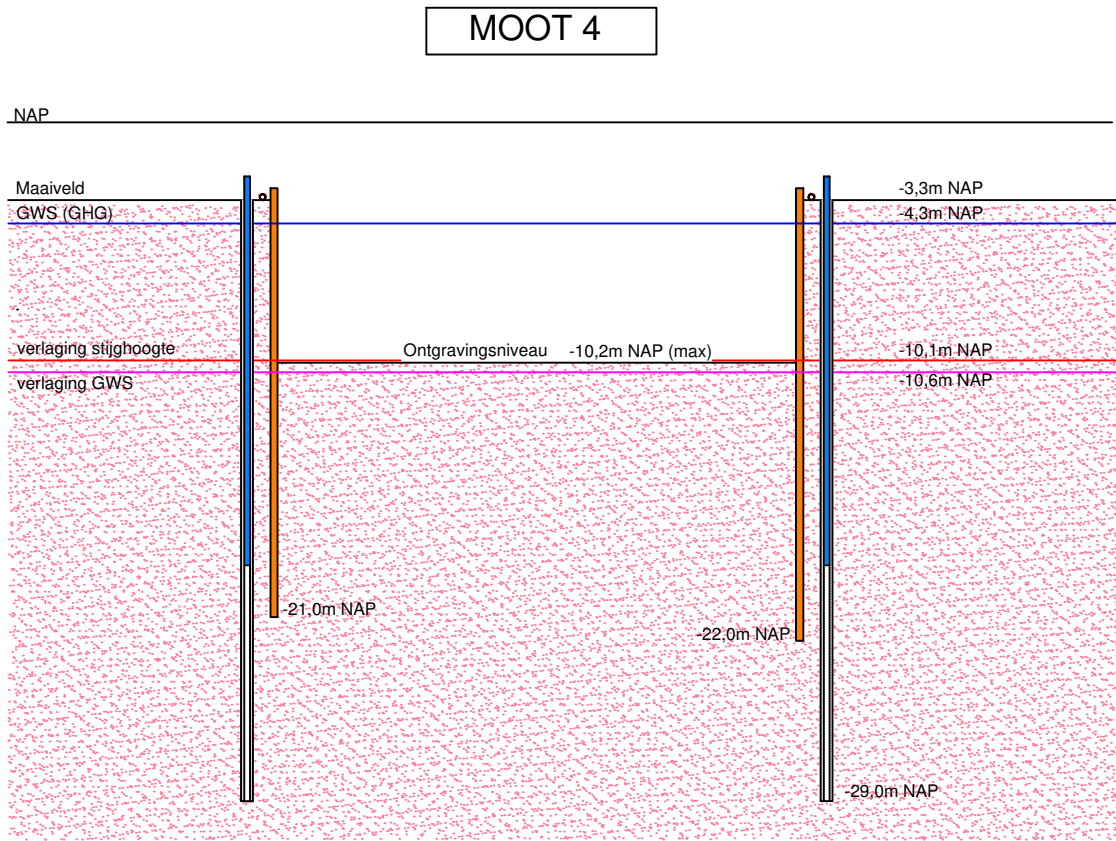 MOOT 4
NAP
Maaiveld
-3,3m NAP
GWS (GHG)
-4,3m NAP
verlaging stijghoogte
Ontgravingsniveau -10,2m NAP (max)
-10,1m NAP
verlaging GWS
-10,6m NAP
-21,0m NAP
-22,0m NAP
-29,0m NAP